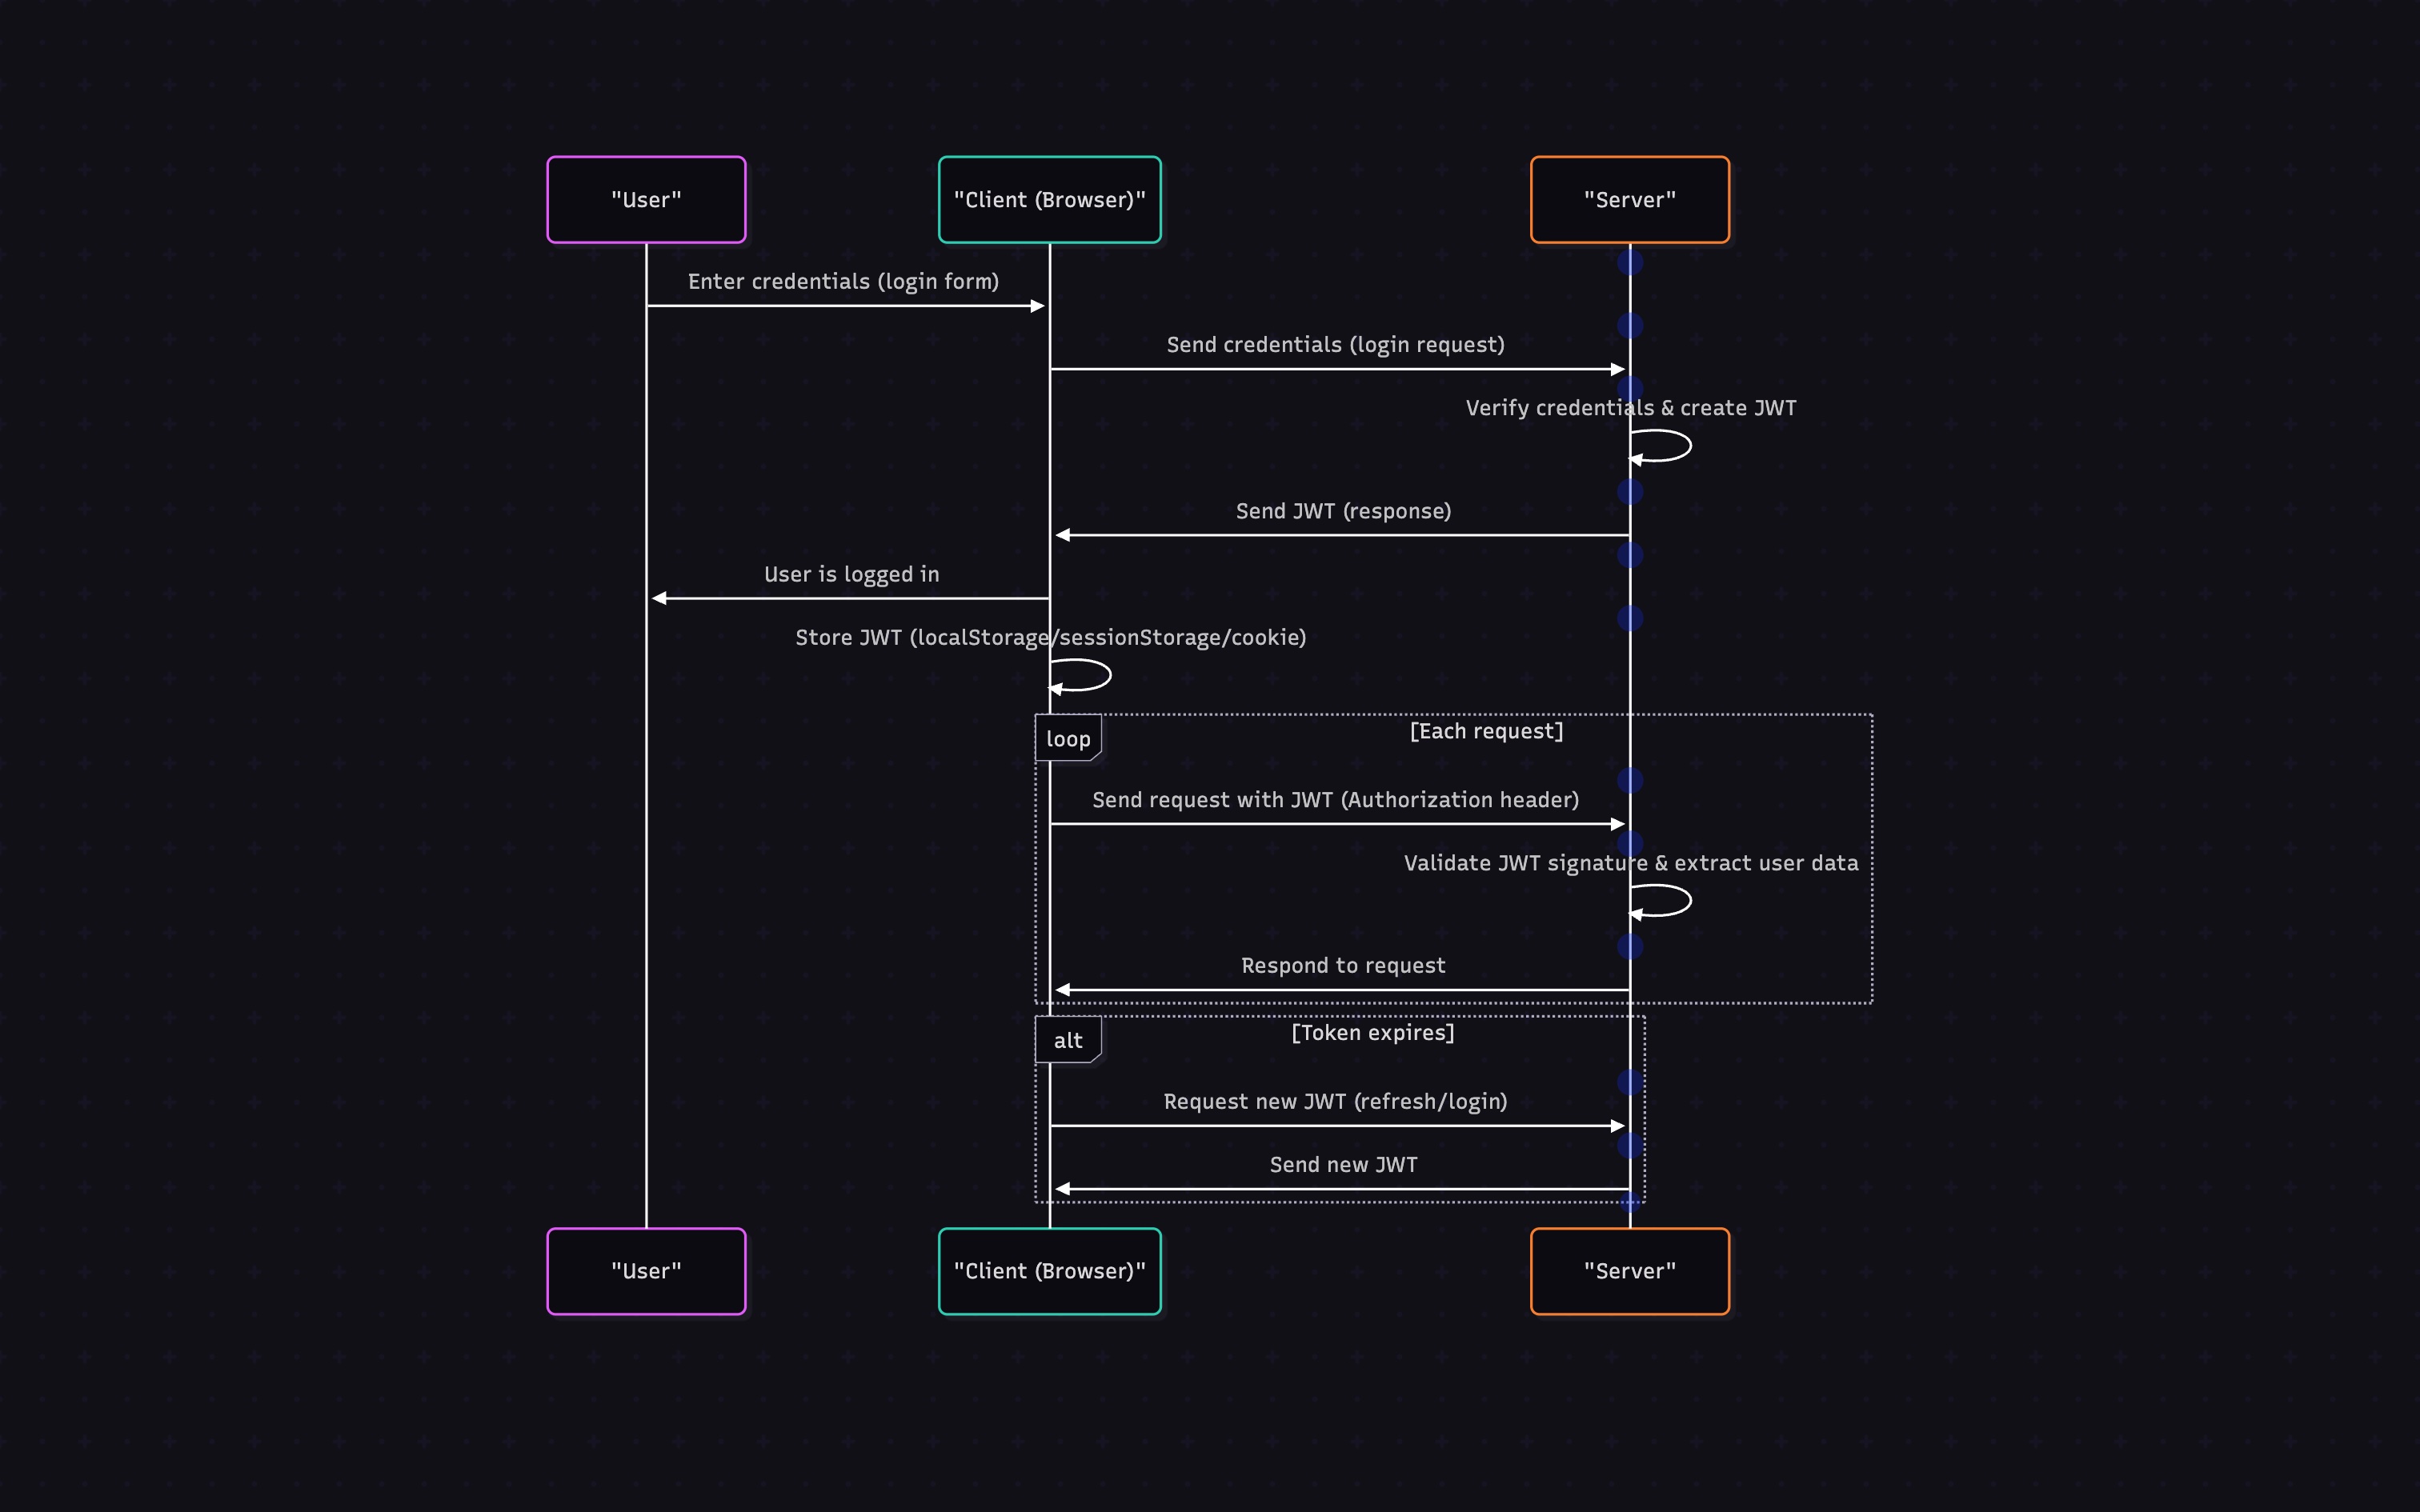 "User"
"Client (Browser)"
"Server"
Enter credentials (login form)
Send credentials (login request)
Verify credentials & create JWT
Send JWT (response)
User is logged in
Store JWT (localStorage/sessionStorage/cookie)
loop
[Each request]
Send request with JWT (Authorization header)
Validate JWT signature & extract user data
Respond to request
alt
[Token expires]
Request new JWT (refresh/login)
Send new JWT
"User"
"Client (Browser)"
"Server"